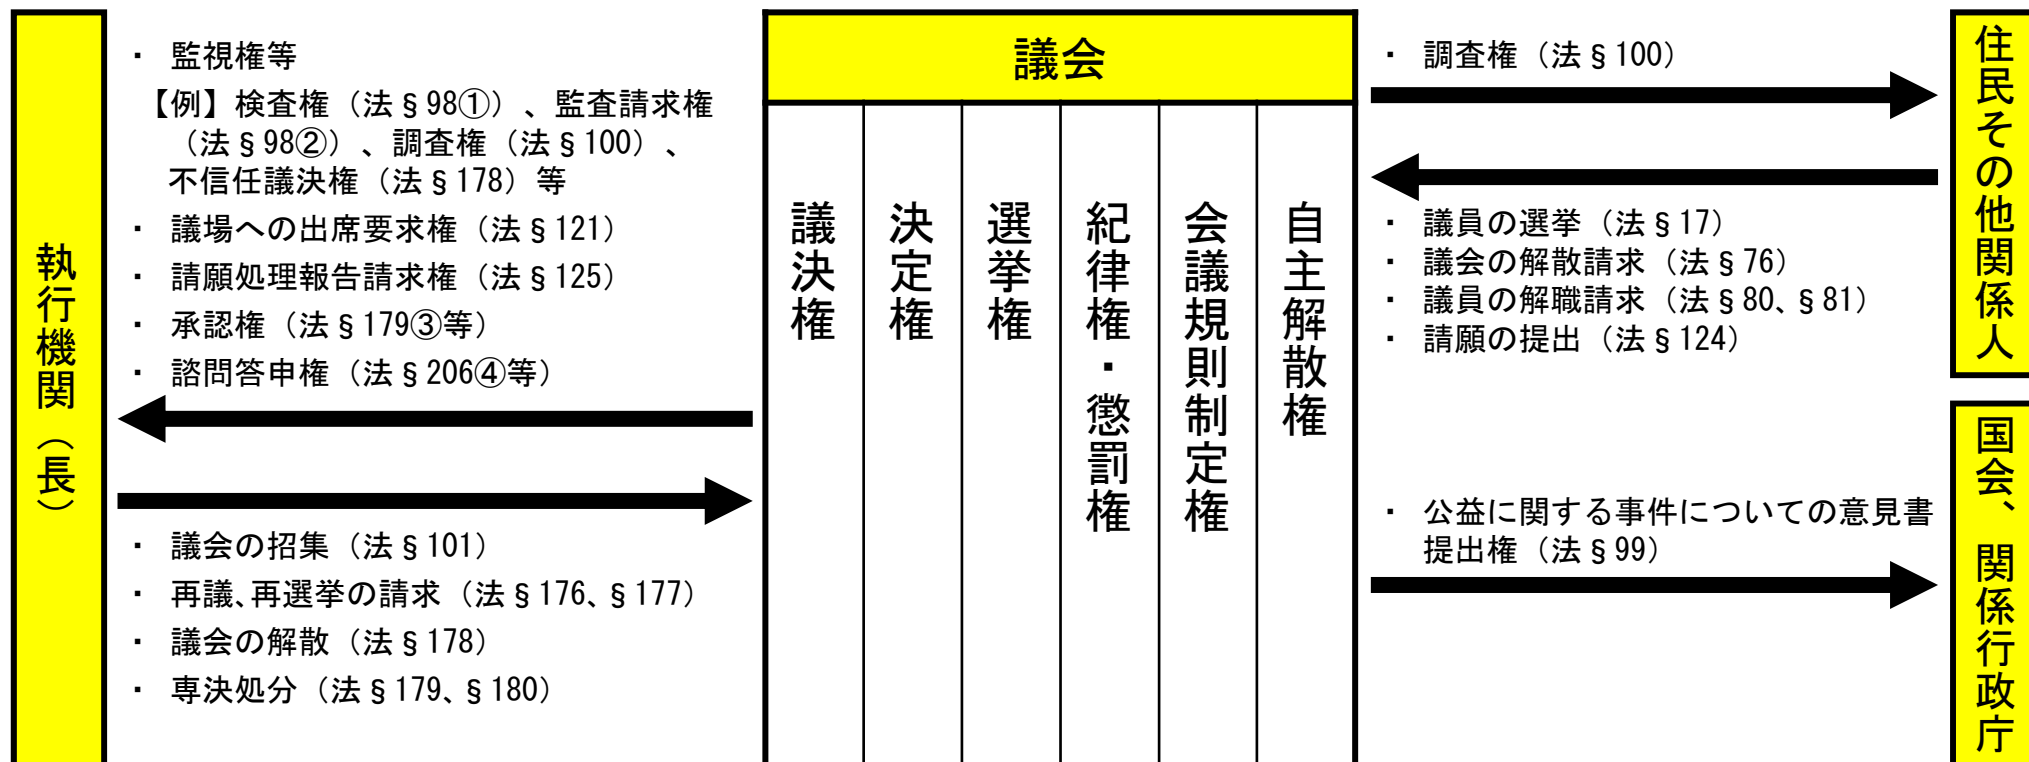 執行機関（長）
・ 監視権等
【例】検査権（法§98①）、監査請求権
（法§98②）、調査権（法§100）、
不信任議決権（法§178）等
・ 議場への出席要求権（法§121）
・ 請願処理報告請求権（法§125）
・ 承認権（法§179③等）
・ 諮問答申権（法§206④等）
・ 議会の招集（法§101）
・ 再議、再選挙の請求（法§176、§177）
・ 議会の解散（法§178）
・ 専決処分（法§179、§180）
議会
議決権
決定権
選挙権
紀律権・懲罰権
会議規則制定権
自主解散権
・ 調査権（法§100）
・ 議員の選挙（法§17）
・ 議会の解散請求（法§76）
・ 議員の解職請求（法§80、§81）
・ 請願の提出（法§124）
・ 公益に関する事件についての意見書
提出権（法§99）
住民その他関係人
国会、関係行政庁